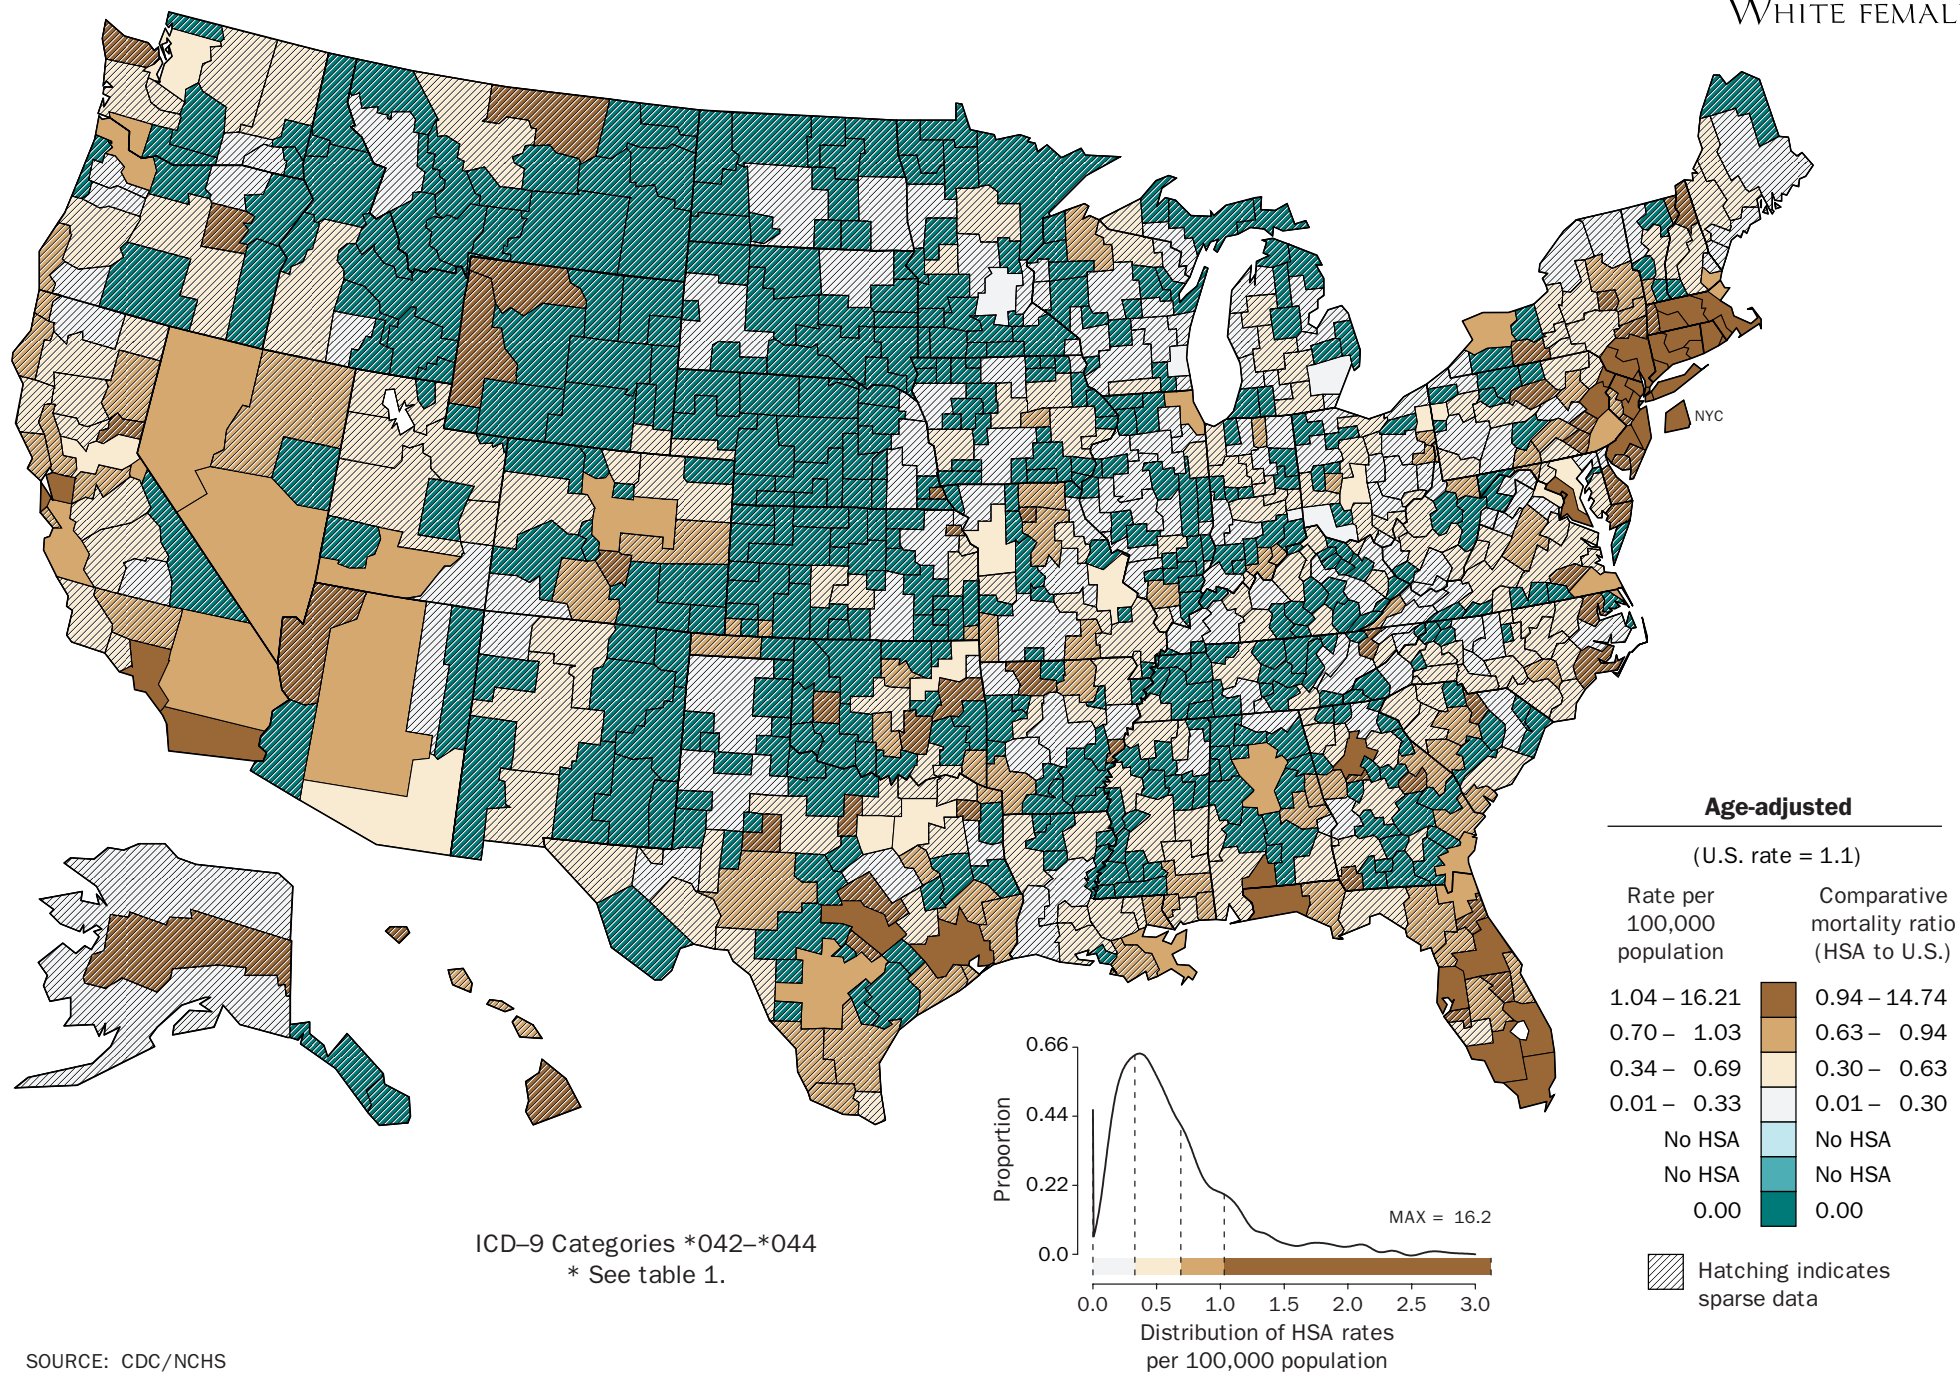 WHITE FEMAL
NYC
Age-adjusted
(U.S. rate = 1.1)
Rate per
100,000
population
Comparative
mortality ratio
(HSA to U.S.)
1.04 – 16.21 0.94 – 14.74
0.70 – 1.03 0.63 – 0.94
0.34 – 0.69 0.30 – 0.63
0.01 – 0.33 0.01 – 0.30
No HSA No HSA
No HSA No HSA
0.00 0.00
Hatching indicates
sparse data
Proportion
0.66
0.44
0.22
0.0
MAX = 16.2
0.0 0.5 1.0 1.5 2.0 2.5 3.0
Distribution of HSA rates
per 100,000 population
ICD–9 Categories *042–*044
* See table 1.
SOURCE: CDC/NCHS